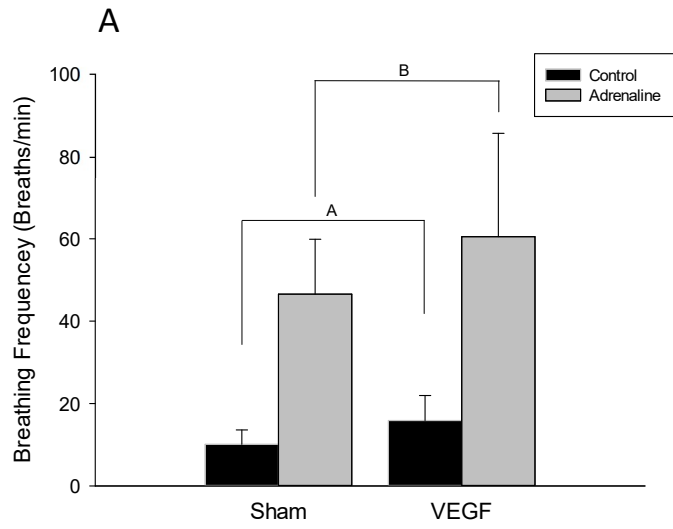 A
B
Control
Adrenaline
100
80
60
40
20
0
A
Breathing Frequencey (Breaths/min)
Sham
VEGF